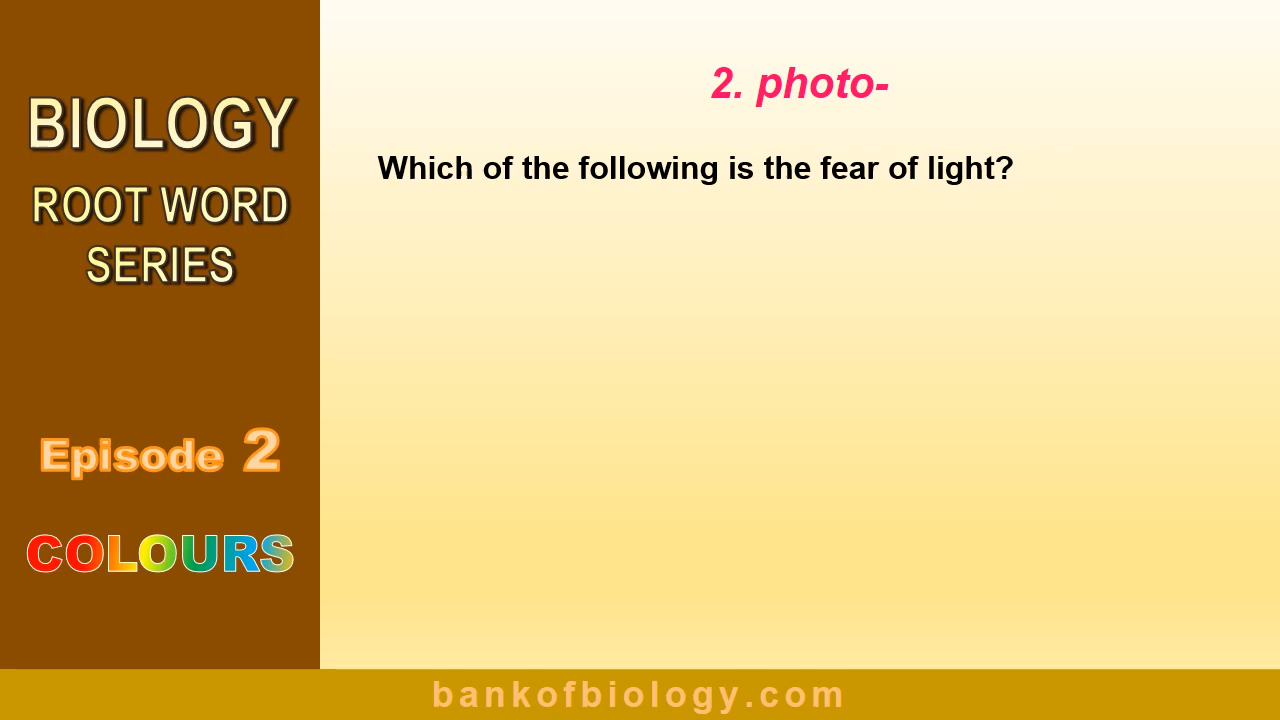 BIOLOGY
ROOT WORD
SERIES
Episode 2
COLOURS
2. photo-
Which of the following is the fear of light?
bankofbiology.com